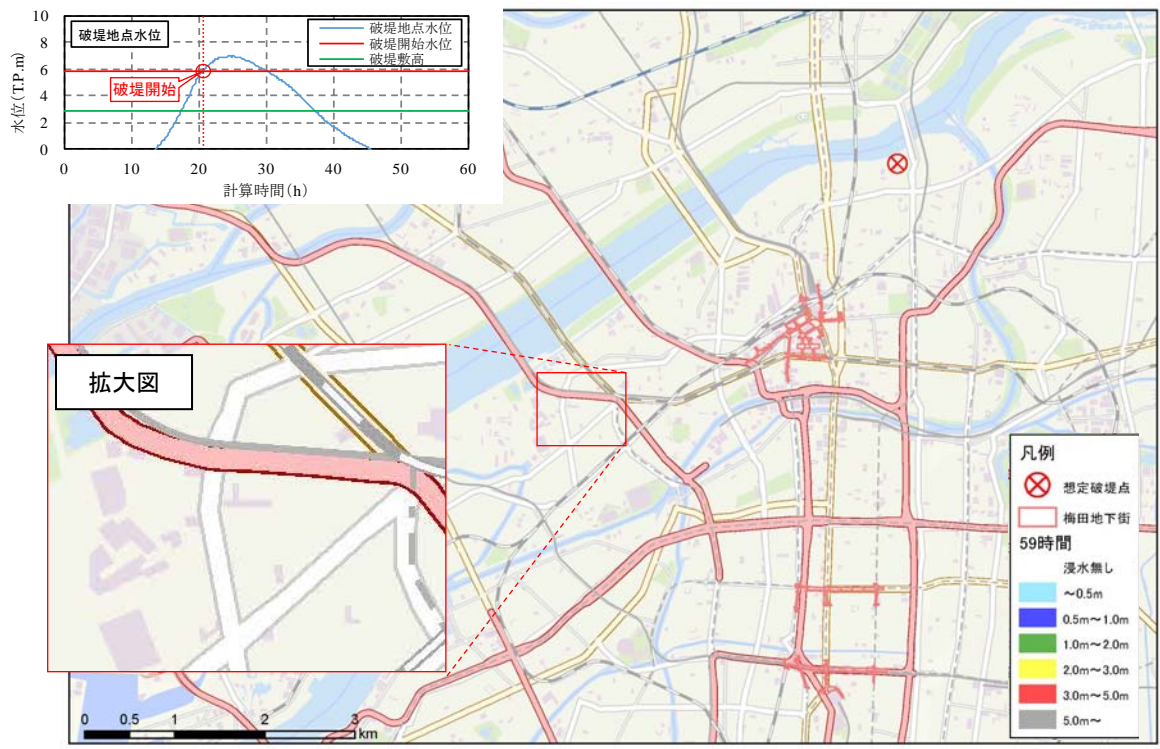 破堤地点水位
破堤地点水位
破堤開始水位
破堤敷高
破堤開始
水位(T.P.m)
10
8
6
4
2
0
0 10 20 30 40 50 60
計算時間(h)
拡大図
凡例
想定破堤点
梅田地下街
59時間
浸水無し
～0.5m
0.5m～1.0m
1.0m～2.0m
2.0m～3.0m
3.0m～5.0m
5.0m～
0 0.5 1 2 3
km